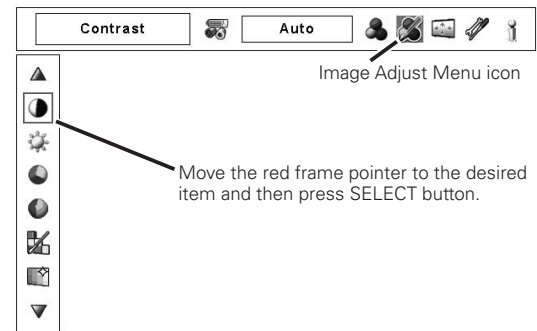 Contrast Auto
Image Adjust Menu icon
Move the red frame pointer to the desired
item and then press SELECT button.